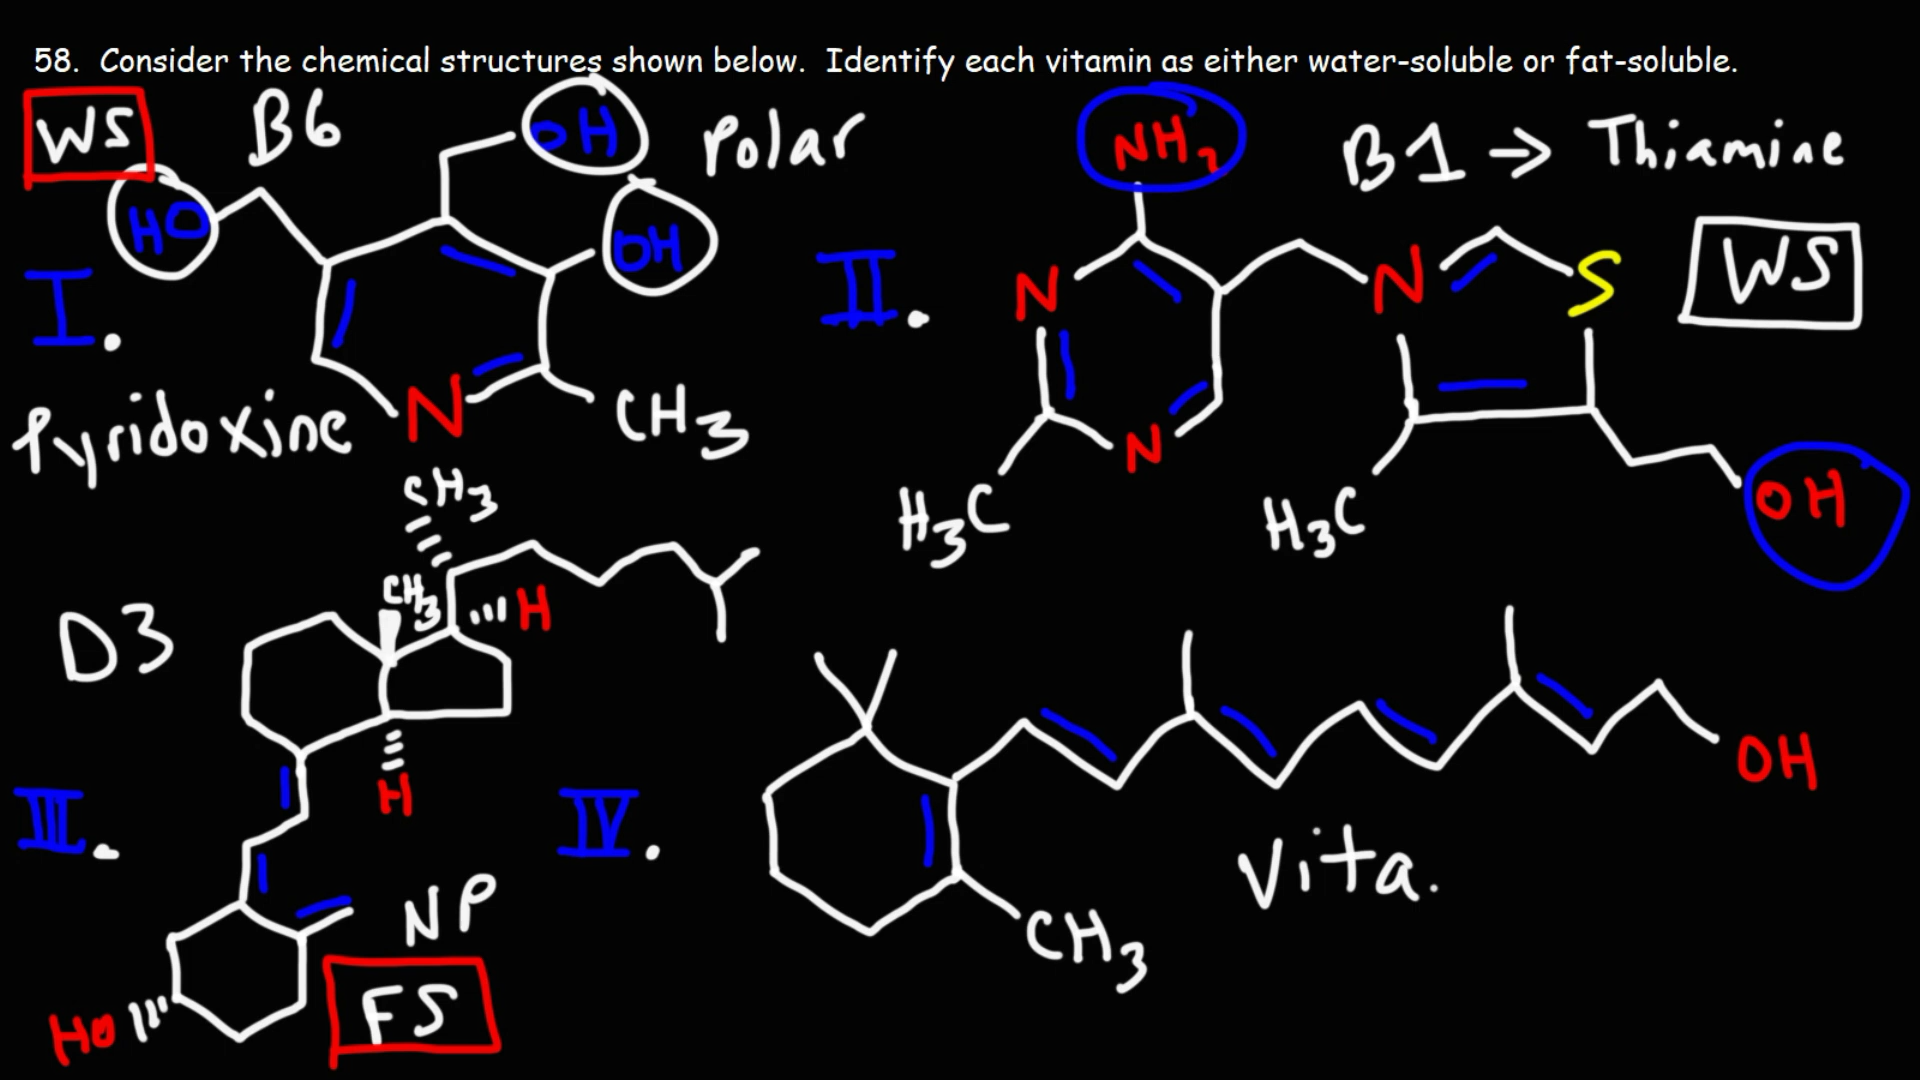 58. Consider the chemical structures shown below. Identify each vitamin as either water-soluble or fat-soluble.
WS B6 OH Polar
HO OH
I.
N CH3
Pyridoxine
NH2 B1 → Thiamine
II. N N S WS
N
H3C H3C OH
CH3
D3 CH3 H
H
III. NP
HO FS
IV. OH
Vita.
CH3